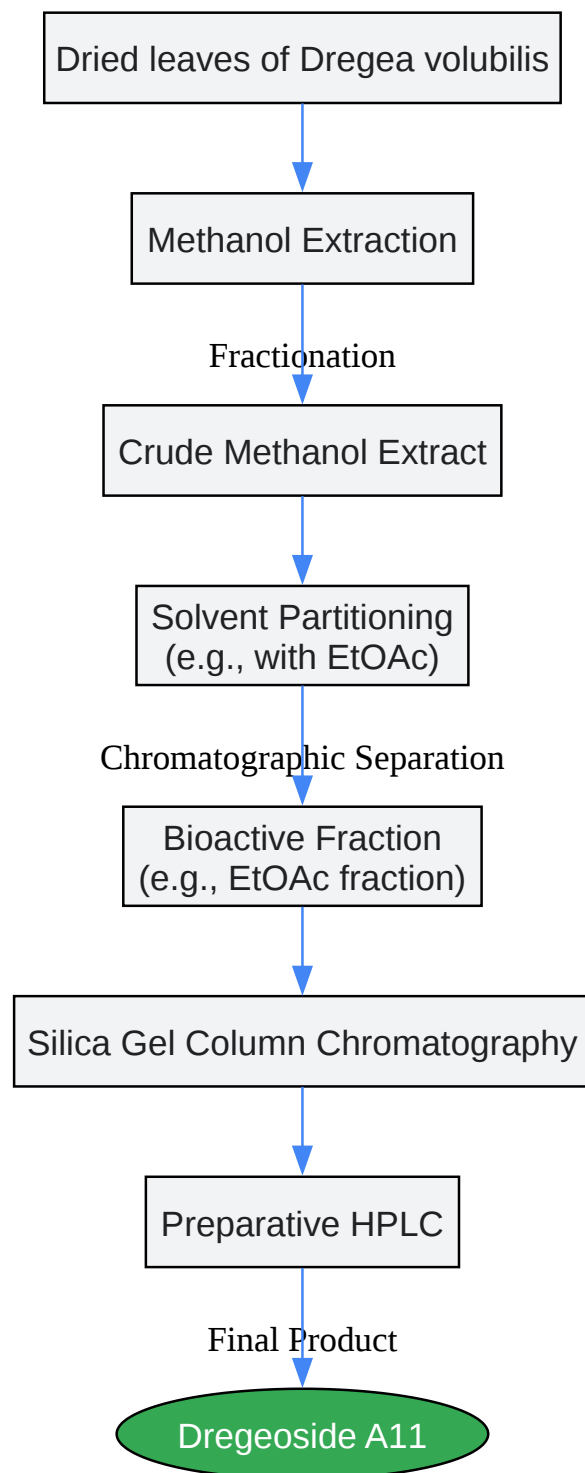 Dried leaves of Dregea volubilis
Methanol Extraction
Fractionation
Crude Methanol Extract
Solvent Partitioning
(e.g., with EtOAc)
Chromatographic Separation
Bioactive Fraction
(e.g., EtOAc fraction)
Silica Gel Column Chromatography
Preparative HPLC
Final Product
Dregeoside A11